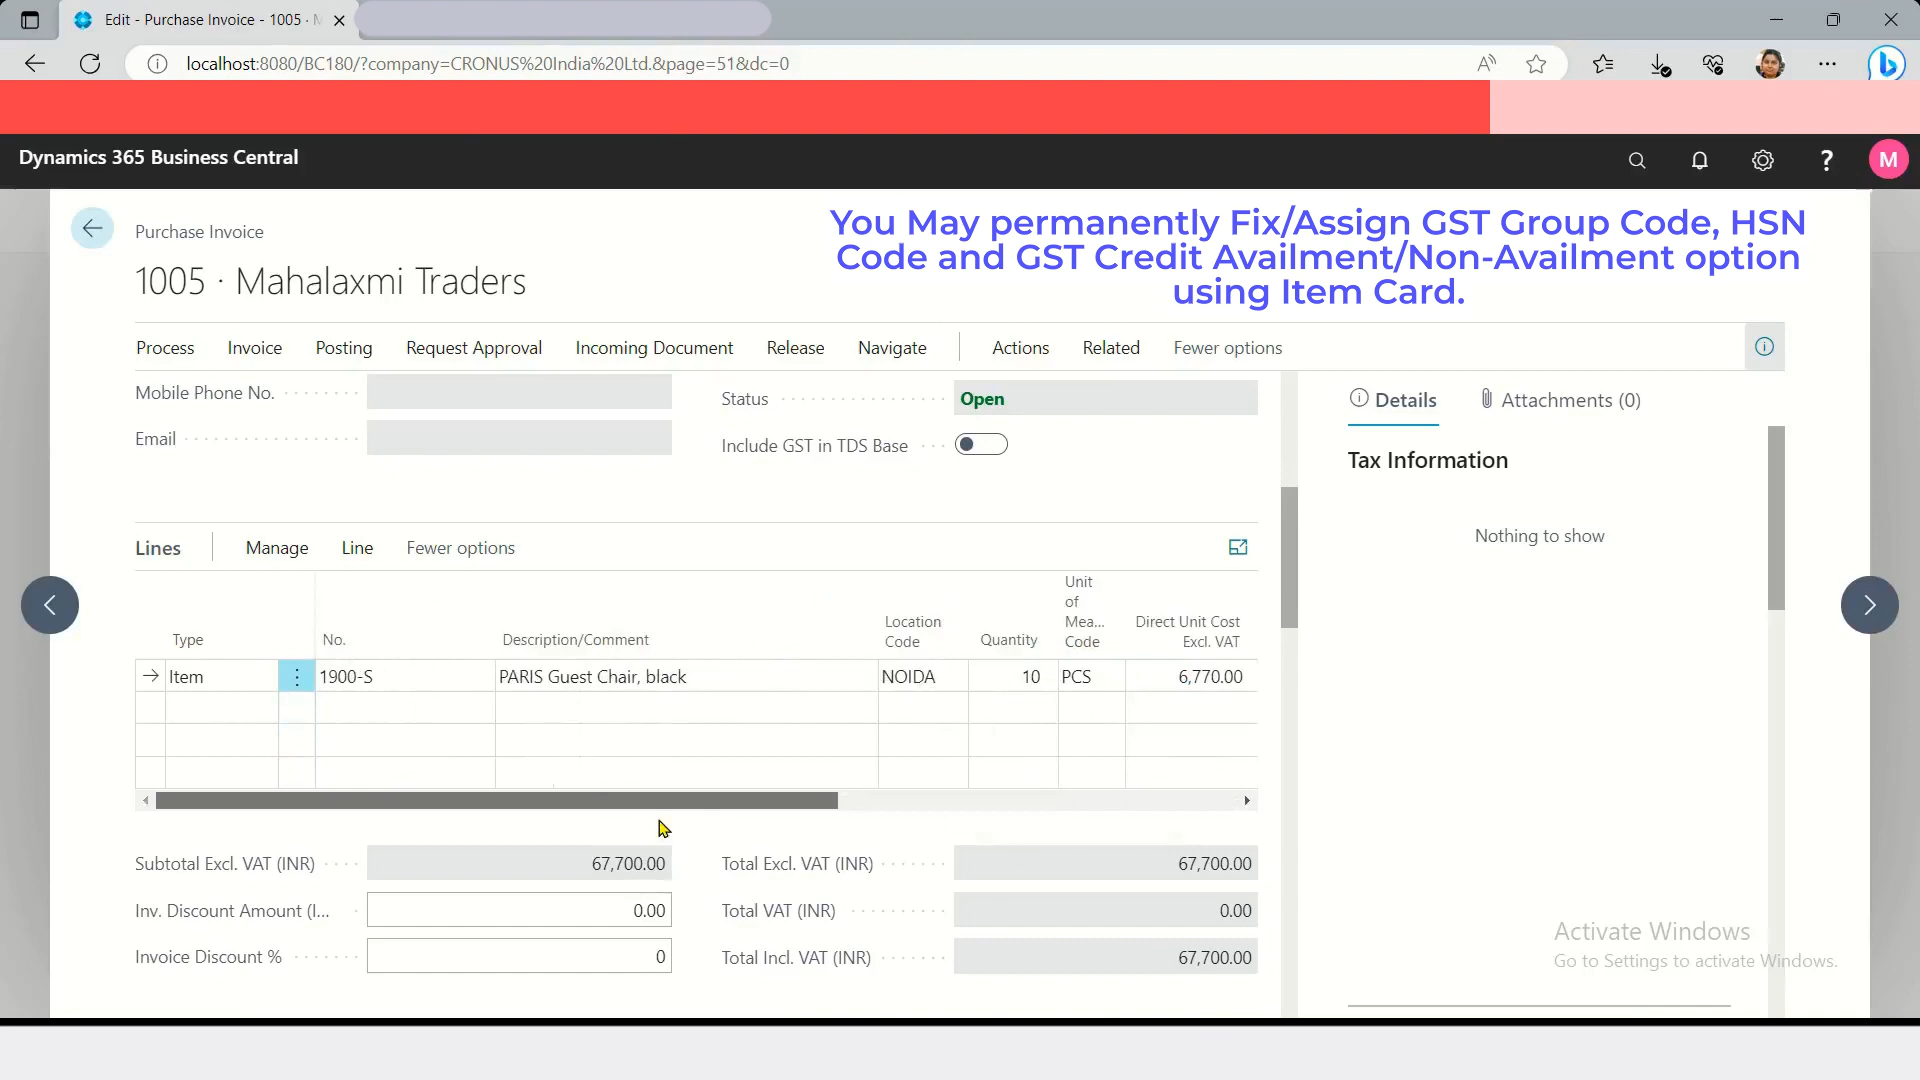 Edit - Purchase Invoice - 1005 ·
localhost:8080/BC180/?company=CRONUS%20India%20Ltd.&page=51&dc=0
Dynamics 365 Business Central
M
Purchase Invoice
1005 · Mahalaxmi Traders
You May permanently Fix/Assign GST Group Code, HSN
Code and GST Credit Availment/Non-Availment option
using Item Card.
Process Invoice Posting Request Approval Incoming Document Release Navigate Actions Related Fewer options
Mobile Phone No.
Status Open
Email
Include GST in TDS Base
Details Attachments (0)
Tax Information
Nothing to show
Lines Manage Line Fewer options
Type No. Description/Comment Location Code Quantity Unit of Mea... Code Direct Unit Cost Excl. VAT
Item 1900-S PARIS Guest Chair, black NOIDA 10 PCS 6,770.00
Subtotal Excl. VAT (INR) 67,700.00 Total Excl. VAT (INR) 67,700.00
Inv. Discount Amount (I... 0.00 Total VAT (INR) 0.00
Invoice Discount % 0 Total Incl. VAT (INR) 67,700.00
Activate Windows
Go to Settings to activate Windows.